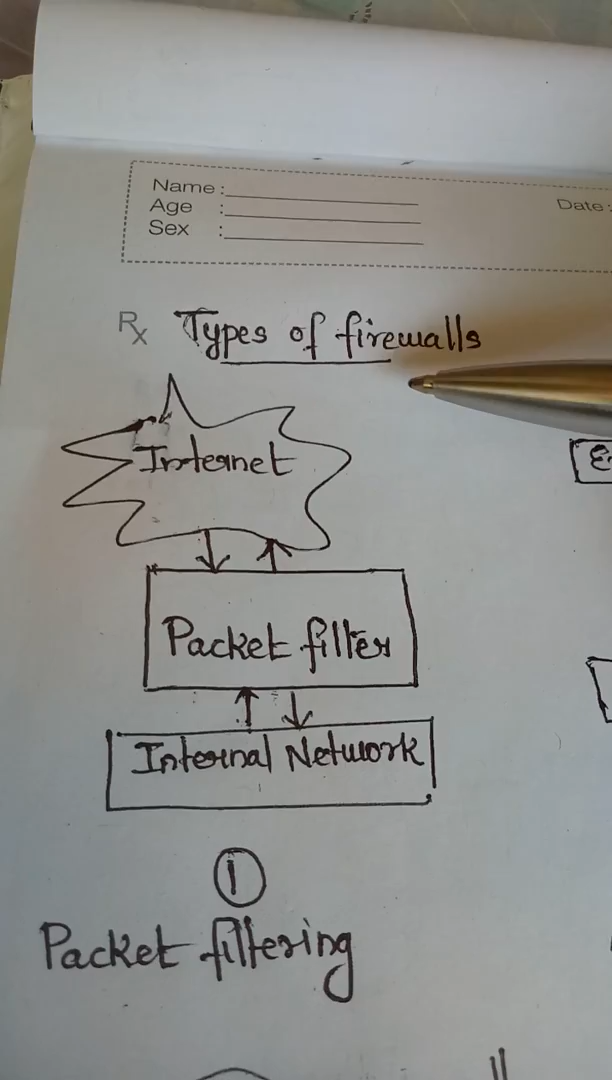 Name :
Age :
Sex :
Date :
Rx Types of firewalls
Internet
Packet filter
Internal Network
1
Packet filtering